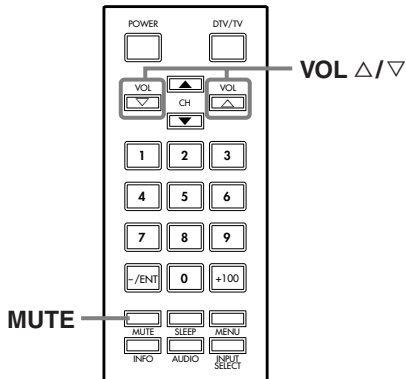 POWER DTV/TV
VOL △/▽
VOL VOL
CH
1 2 3
4 5 6
7 8 9
–/ENT 0 +100
MUTE
MUTE SLEEP MENU
INFO AUDIO INPUT
SELECT